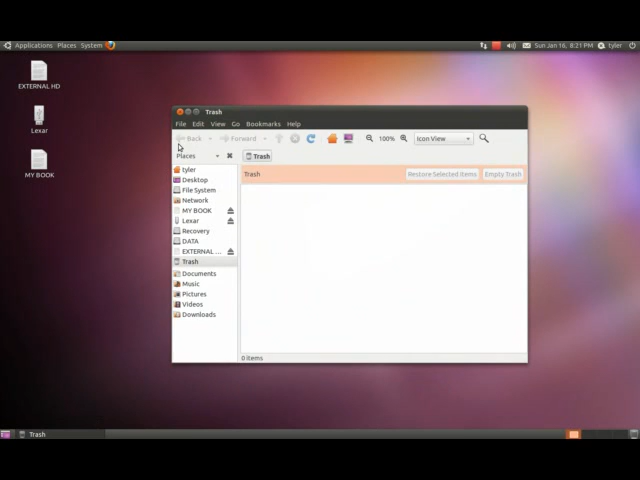 Applications Places System Sun Jan 16, 8:21 PM tyler
EXTERNAL HD
Lexar
MY BOOK
Trash
File Edit View Go Bookmarks Help
Back Forward 100% Icon View
Places Trash
Trash Restore Selected Items Empty Trash
tyler
Desktop
File System
Network
MY BOOK
Lexar
Recovery
DATA
EXTERNAL ...
Trash
Documents
Music
Pictures
Videos
Downloads
0 items
Trash